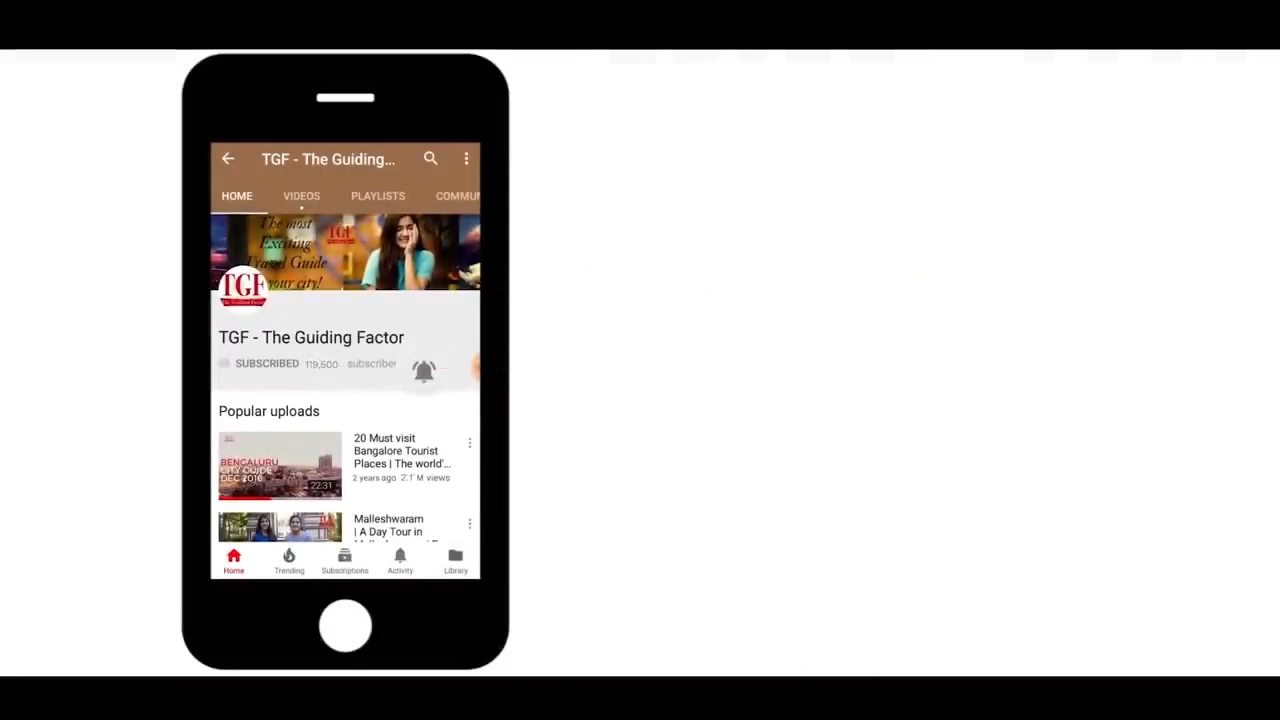 TGF - The Guiding...
HOME VIDEOS PLAYLISTS COMMUN
The most
Exciting
Travel Guide
your city!
TGF
TGF
TGF - The Guiding Factor
SUBSCRIBED 119,500 subscriber
Popular uploads
20 Must visit
Bangalore Tourist
Places | The world'...
2 years ago 2.1 M views
BENGALURU
CITY GUIDE
DEC 2016
22:31
Malleshwaram
| A Day Tour in
Home Trending Subscriptions Activity Library